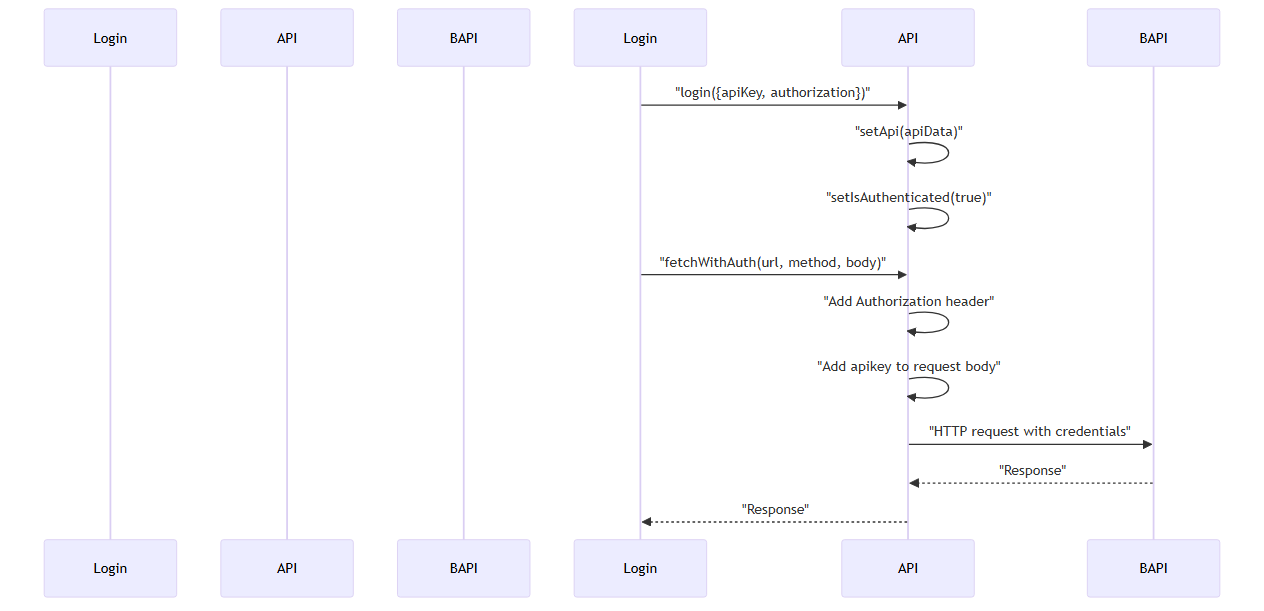 Login
API
BAPI
Login
API
BAPI
"login({apiKey, authorization})"
"setApi(apiData)"
"setIsAuthenticated(true)"
"fetchWithAuth(url, method, body)"
"Add Authorization header"
"Add apikey to request body"
"HTTP request with credentials"
"Response"
"Response"
Login
API
BAPI
Login
API
BAPI